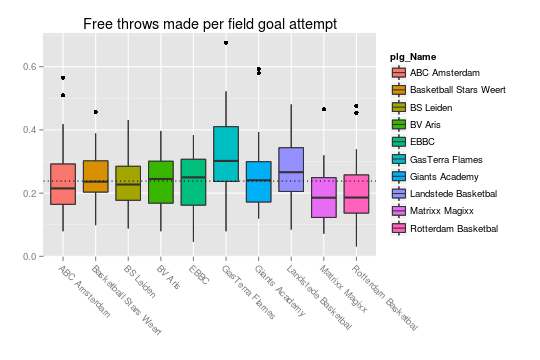 Free throws made per field goal attempt
0.6
0.4
0.2
0.0
ABC Amsterdam
Basketball Stars Weert
BS Leiden
BV Aris
EBBC
GasTerra Flames
Giants Academy
Landstede Basketbal
Matrixx Magixx
Rotterdam Basketbal
plg_Name
ABC Amsterdam
Basketball Stars Weert
BS Leiden
BV Aris
EBBC
GasTerra Flames
Giants Academy
Landstede Basketbal
Matrixx Magixx
Rotterdam Basketbal